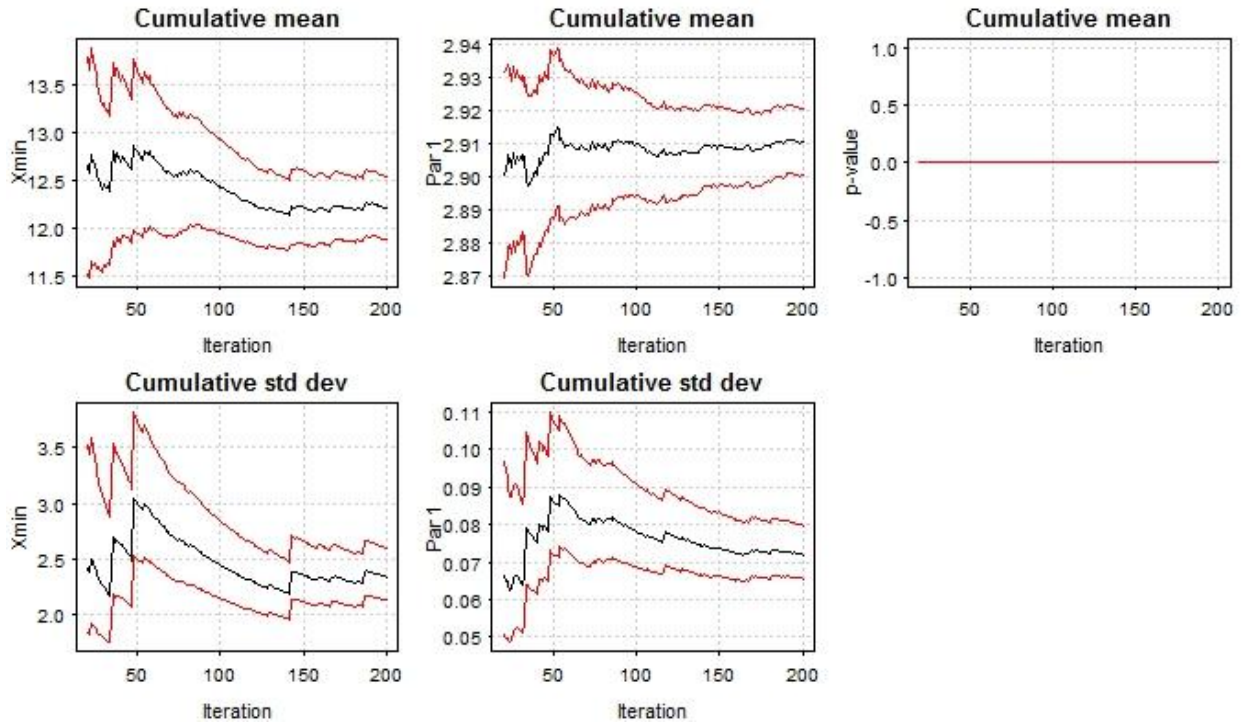 Cumulative mean
Xmin
13.5
13.0
12.5
12.0
11.5
50 100 150 200
Iteration
Cumulative mean
Par 1
2.94
2.93
2.92
2.91
2.90
2.89
2.88
2.87
50 100 150 200
Iteration
Cumulative mean
p-value
1.0
0.5
0.0
-0.5
-1.0
50 100 150 200
Iteration
Cumulative std dev
Xmin
3.5
3.0
2.5
2.0
50 100 150 200
Iteration
Cumulative std dev
Par 1
0.11
0.10
0.09
0.08
0.07
0.06
0.05
50 100 150 200
Iteration